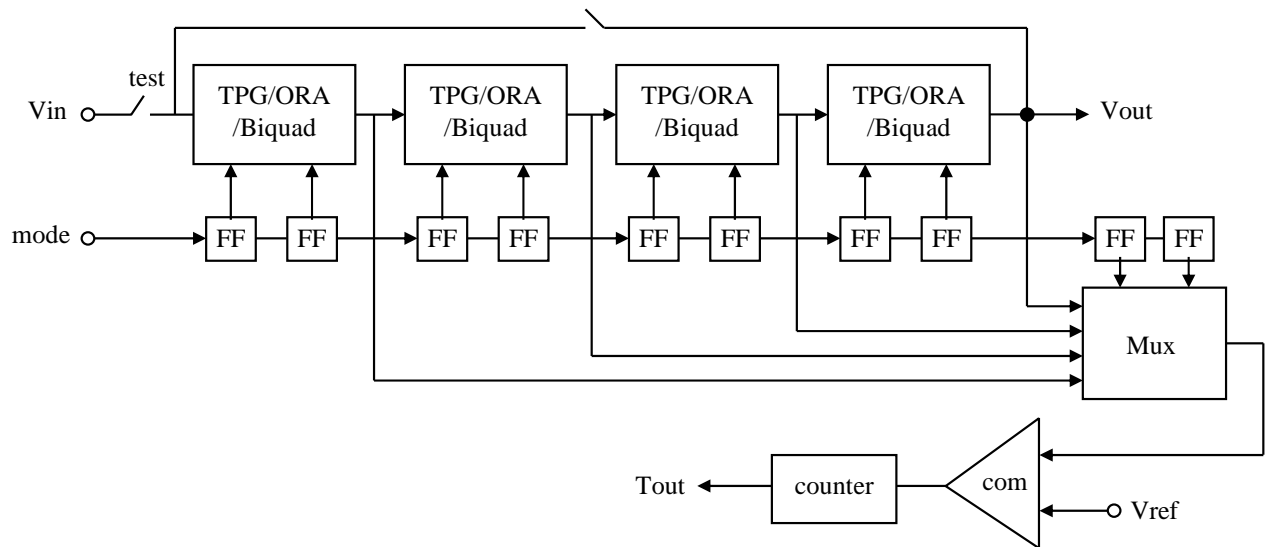 test
Vin
TPG/ORA
/Biquad
TPG/ORA
/Biquad
TPG/ORA
/Biquad
TPG/ORA
/Biquad
Vout
mode
FF
FF
FF
FF
FF
FF
FF
FF
FF
FF
Mux
Tout
counter
com
Vref